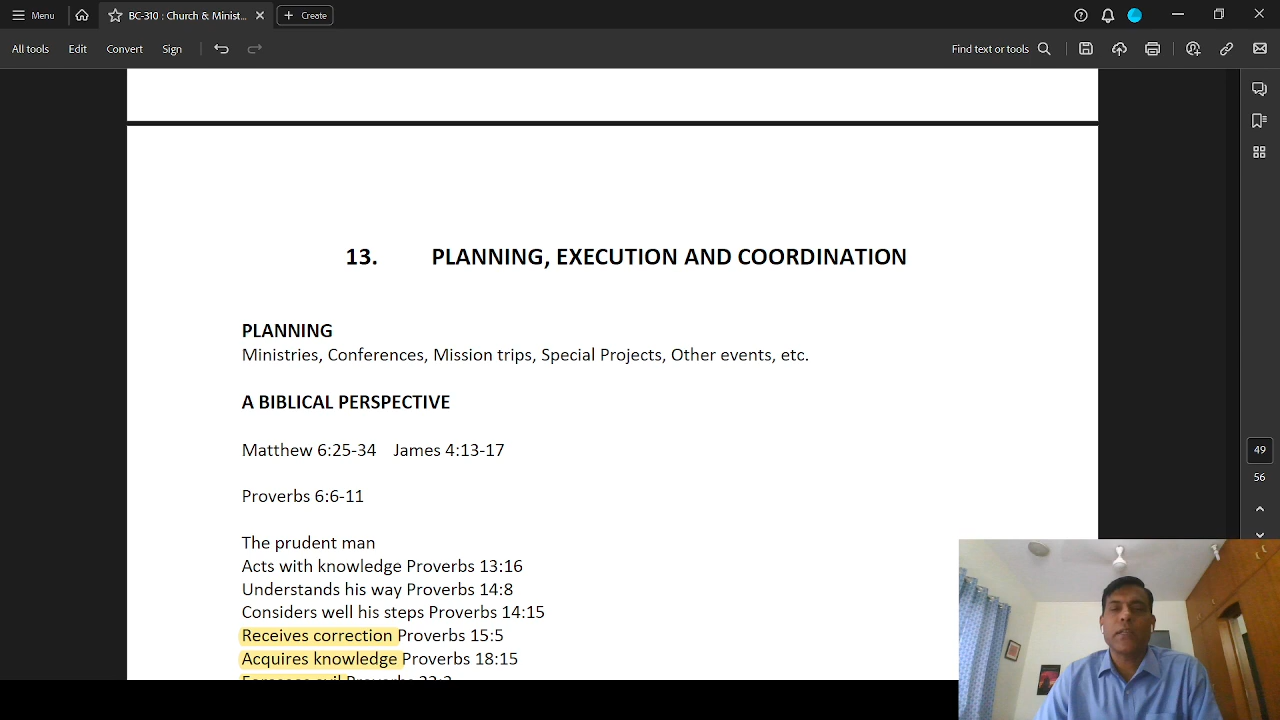 Menu
BC-310 : Church & Minist...
Create
All tools
Edit
Convert
Sign
Find text or tools
13. PLANNING, EXECUTION AND COORDINATION
PLANNING
Ministries, Conferences, Mission trips, Special Projects, Other events, etc.
A BIBLICAL PERSPECTIVE
Matthew 6:25-34 James 4:13-17
Proverbs 6:6-11
The prudent man
Acts with knowledge Proverbs 13:16
Understands his way Proverbs 14:8
Considers well his steps Proverbs 14:15
Receives correction Proverbs 15:5
Acquires knowledge Proverbs 18:15
49
56